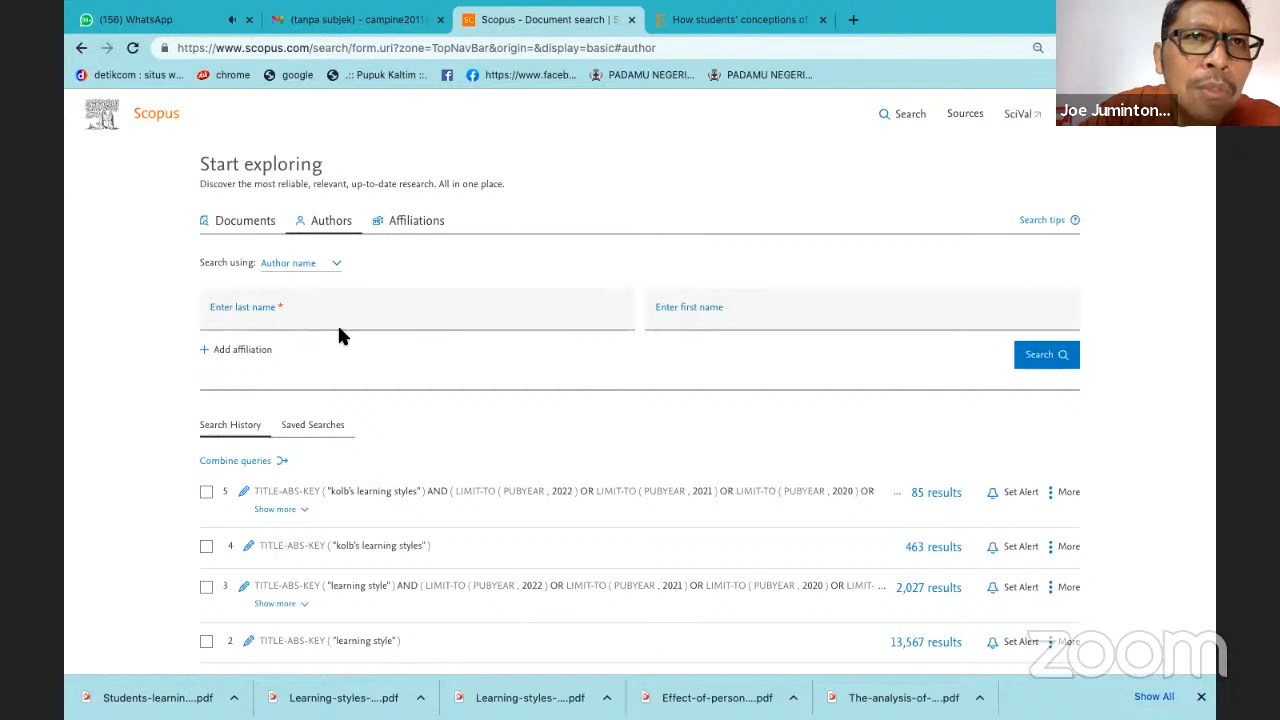 (156) WhatsApp
(tanpa subjek) - campine2011
Scopus - Document search | S
How students' conceptions of
https://www.scopus.com/search/form.uri?zone=TopNavBar&origin=&display=basic#author
detikcom : situs w...
chrome
google
.:: Pupuk Kaltim ::.
https://www.faceb...
PADAMU NEGERI...
PADAMU NEGERI...
Joe Juminton...
Scopus
Search
Sources
SciVal
Start exploring
Discover the most reliable, relevant, up-to-date research. All in one place.
Documents
Authors
Affiliations
Search tips
Search using:
Author name
Enter last name *
Enter first name
+ Add affiliation
Search
Search History
Saved Searches
Combine queries
5 TITLE-ABS-KEY ( "kolb's learning styles" ) AND ( LIMIT-TO ( PUBYEAR , 2022 ) OR LIMIT-TO ( PUBYEAR , 2021 ) OR LIMIT-TO ( PUBYEAR , 2020 ) OR ... 85 results Set Alert More
Show more
4 TITLE-ABS-KEY ( "kolb's learning styles" ) 463 results Set Alert More
3 TITLE-ABS-KEY ( "learning style" ) AND ( LIMIT-TO ( PUBYEAR , 2022 ) OR LIMIT-TO ( PUBYEAR , 2021 ) OR LIMIT-TO ( PUBYEAR , 2020 ) OR LIMIT- ... 2,027 results Set Alert More
Show more
2 TITLE-ABS-KEY ( "learning style" ) 13,567 results Set Alert More
zoom
Students-learnin....pdf
Learning-styles-....pdf
Learning-styles-....pdf
Effect-of-person....pdf
The-analysis-of-....pdf
Show All